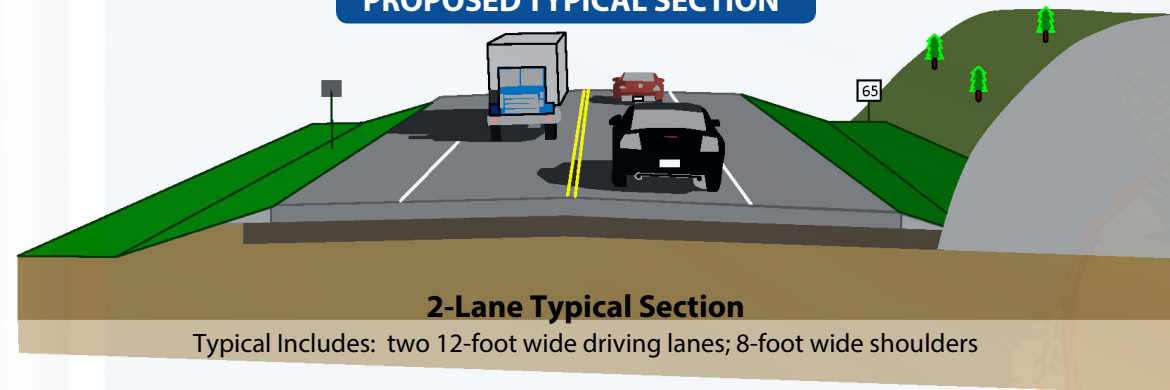 PROPOSED TYPICAL SECTION
65
2-Lane Typical Section
Typical Includes: two 12-foot wide driving lanes; 8-foot wide shoulders